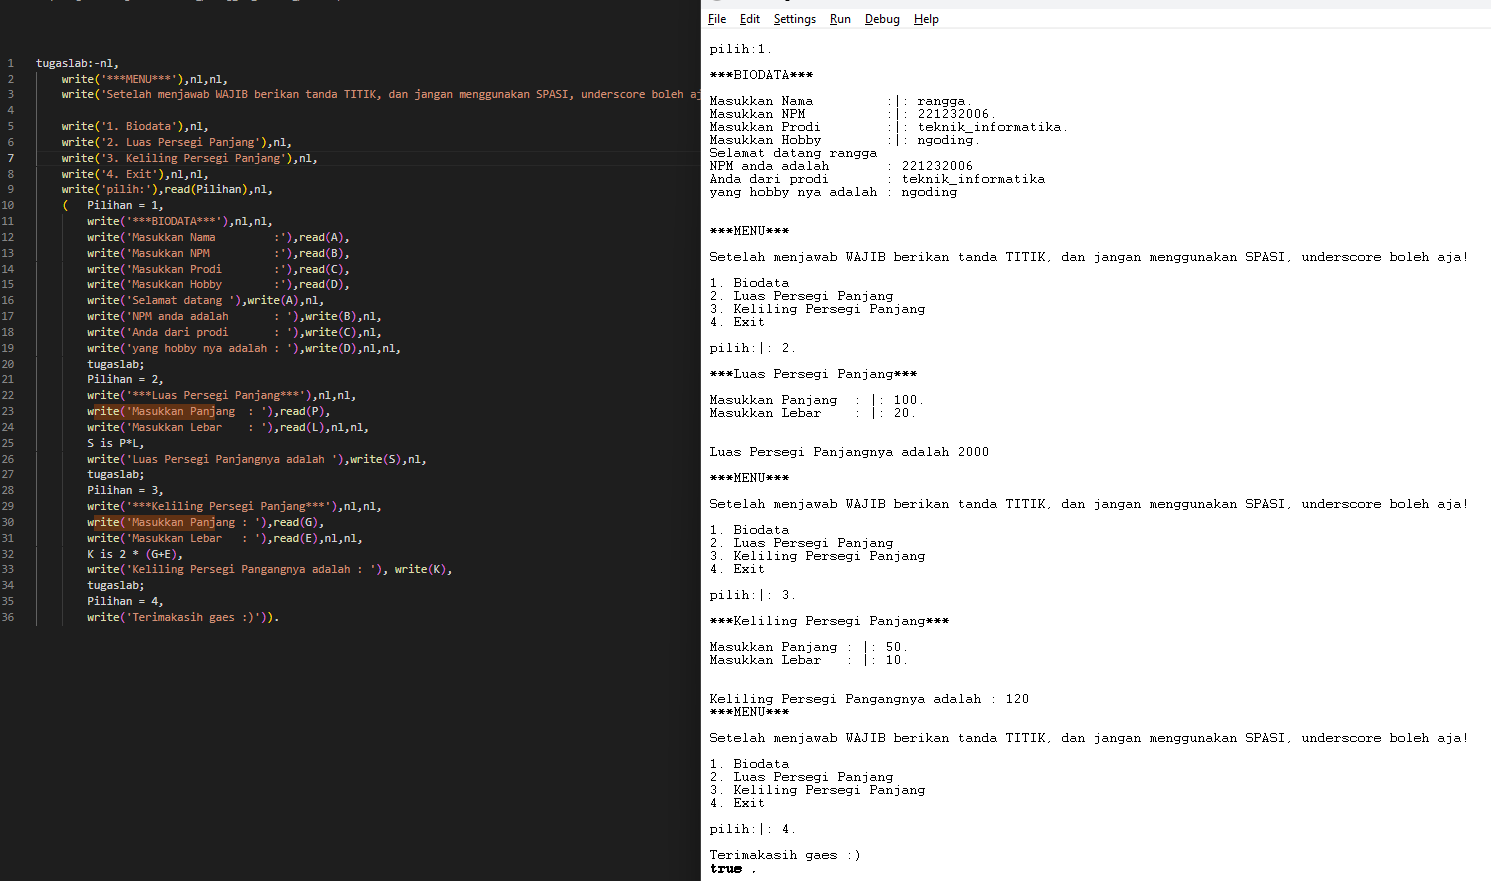 1 tugaslab:-nl,
2 write('***MENU***'),nl,nl,
3 write('Setelah menjawab WAJIB berikan tanda TITIK, dan jangan menggunakan SPASI, underscore boleh aj
4
5 write('1. Biodata'),nl,
6 write('2. Luas Persegi Panjang'),nl,
7 write('3. Keliling Persegi Panjang'),nl,
8 write('4. Exit'),nl,nl,
9 write('pilih:'),read(Pilihan),nl,
10 ( Pilihan = 1,
11 write('***BIODATA***'),nl,nl,
12 write('Masukkan Nama :'),read(A),
13 write('Masukkan NPM :'),read(B),
14 write('Masukkan Prodi :'),read(C),
15 write('Masukkan Hobby :'),read(D),
16 write('Selamat datang '),write(A),nl,
17 write('NPM anda adalah : '),write(B),nl,
18 write('Anda dari prodi : '),write(C),nl,
19 write('yang hobby nya adalah : '),write(D),nl,nl,
20 tugaslab;
21 Pilihan = 2,
22 write('***Luas Persegi Panjang***'),nl,nl,
23 write('Masukkan Panjang : '),read(P),
24 write('Masukkan Lebar : '),read(L),nl,nl,
25 S is P*L,
26 write('Luas Persegi Panjangnya adalah '),write(S),nl,
27 tugaslab;
28 Pilihan = 3,
29 write('***Keliling Persegi Panjang***'),nl,nl,
30 write('Masukkan Panjang : '),read(G),
31 write('Masukkan Lebar : '),read(E),nl,nl,
32 K is 2 * (G+E),
33 write('Keliling Persegi Pangangnya adalah : '), write(K),
34 tugaslab;
35 Pilihan = 4,
36 write('Terimakasih gaes :)')).
File Edit Settings Run Debug Help
pilih:1.
***BIODATA***
Masukkan Nama :|: rangga.
Masukkan NPM :|: 221232006.
Masukkan Prodi :|: teknik_informatika.
Masukkan Hobby :|: ngoding.
Selamat datang rangga
NPM anda adalah : 221232006
Anda dari prodi : teknik_informatika
yang hobby nya adalah : ngoding
***MENU***
Setelah menjawab WAJIB berikan tanda TITIK, dan jangan menggunakan SPASI, underscore boleh aja!
1. Biodata
2. Luas Persegi Panjang
3. Keliling Persegi Panjang
4. Exit
pilih:|: 2.
***Luas Persegi Panjang***
Masukkan Panjang : |: 100.
Masukkan Lebar : |: 20.
Luas Persegi Panjangnya adalah 2000
***MENU***
Setelah menjawab WAJIB berikan tanda TITIK, dan jangan menggunakan SPASI, underscore boleh aja!
1. Biodata
2. Luas Persegi Panjang
3. Keliling Persegi Panjang
4. Exit
pilih:|: 3.
***Keliling Persegi Panjang***
Masukkan Panjang : |: 50.
Masukkan Lebar : |: 10.
Keliling Persegi Pangangnya adalah : 120
***MENU***
Setelah menjawab WAJIB berikan tanda TITIK, dan jangan menggunakan SPASI, underscore boleh aja!
1. Biodata
2. Luas Persegi Panjang
3. Keliling Persegi Panjang
4. Exit
pilih:|: 4.
Terimakasih gaes :)
true .